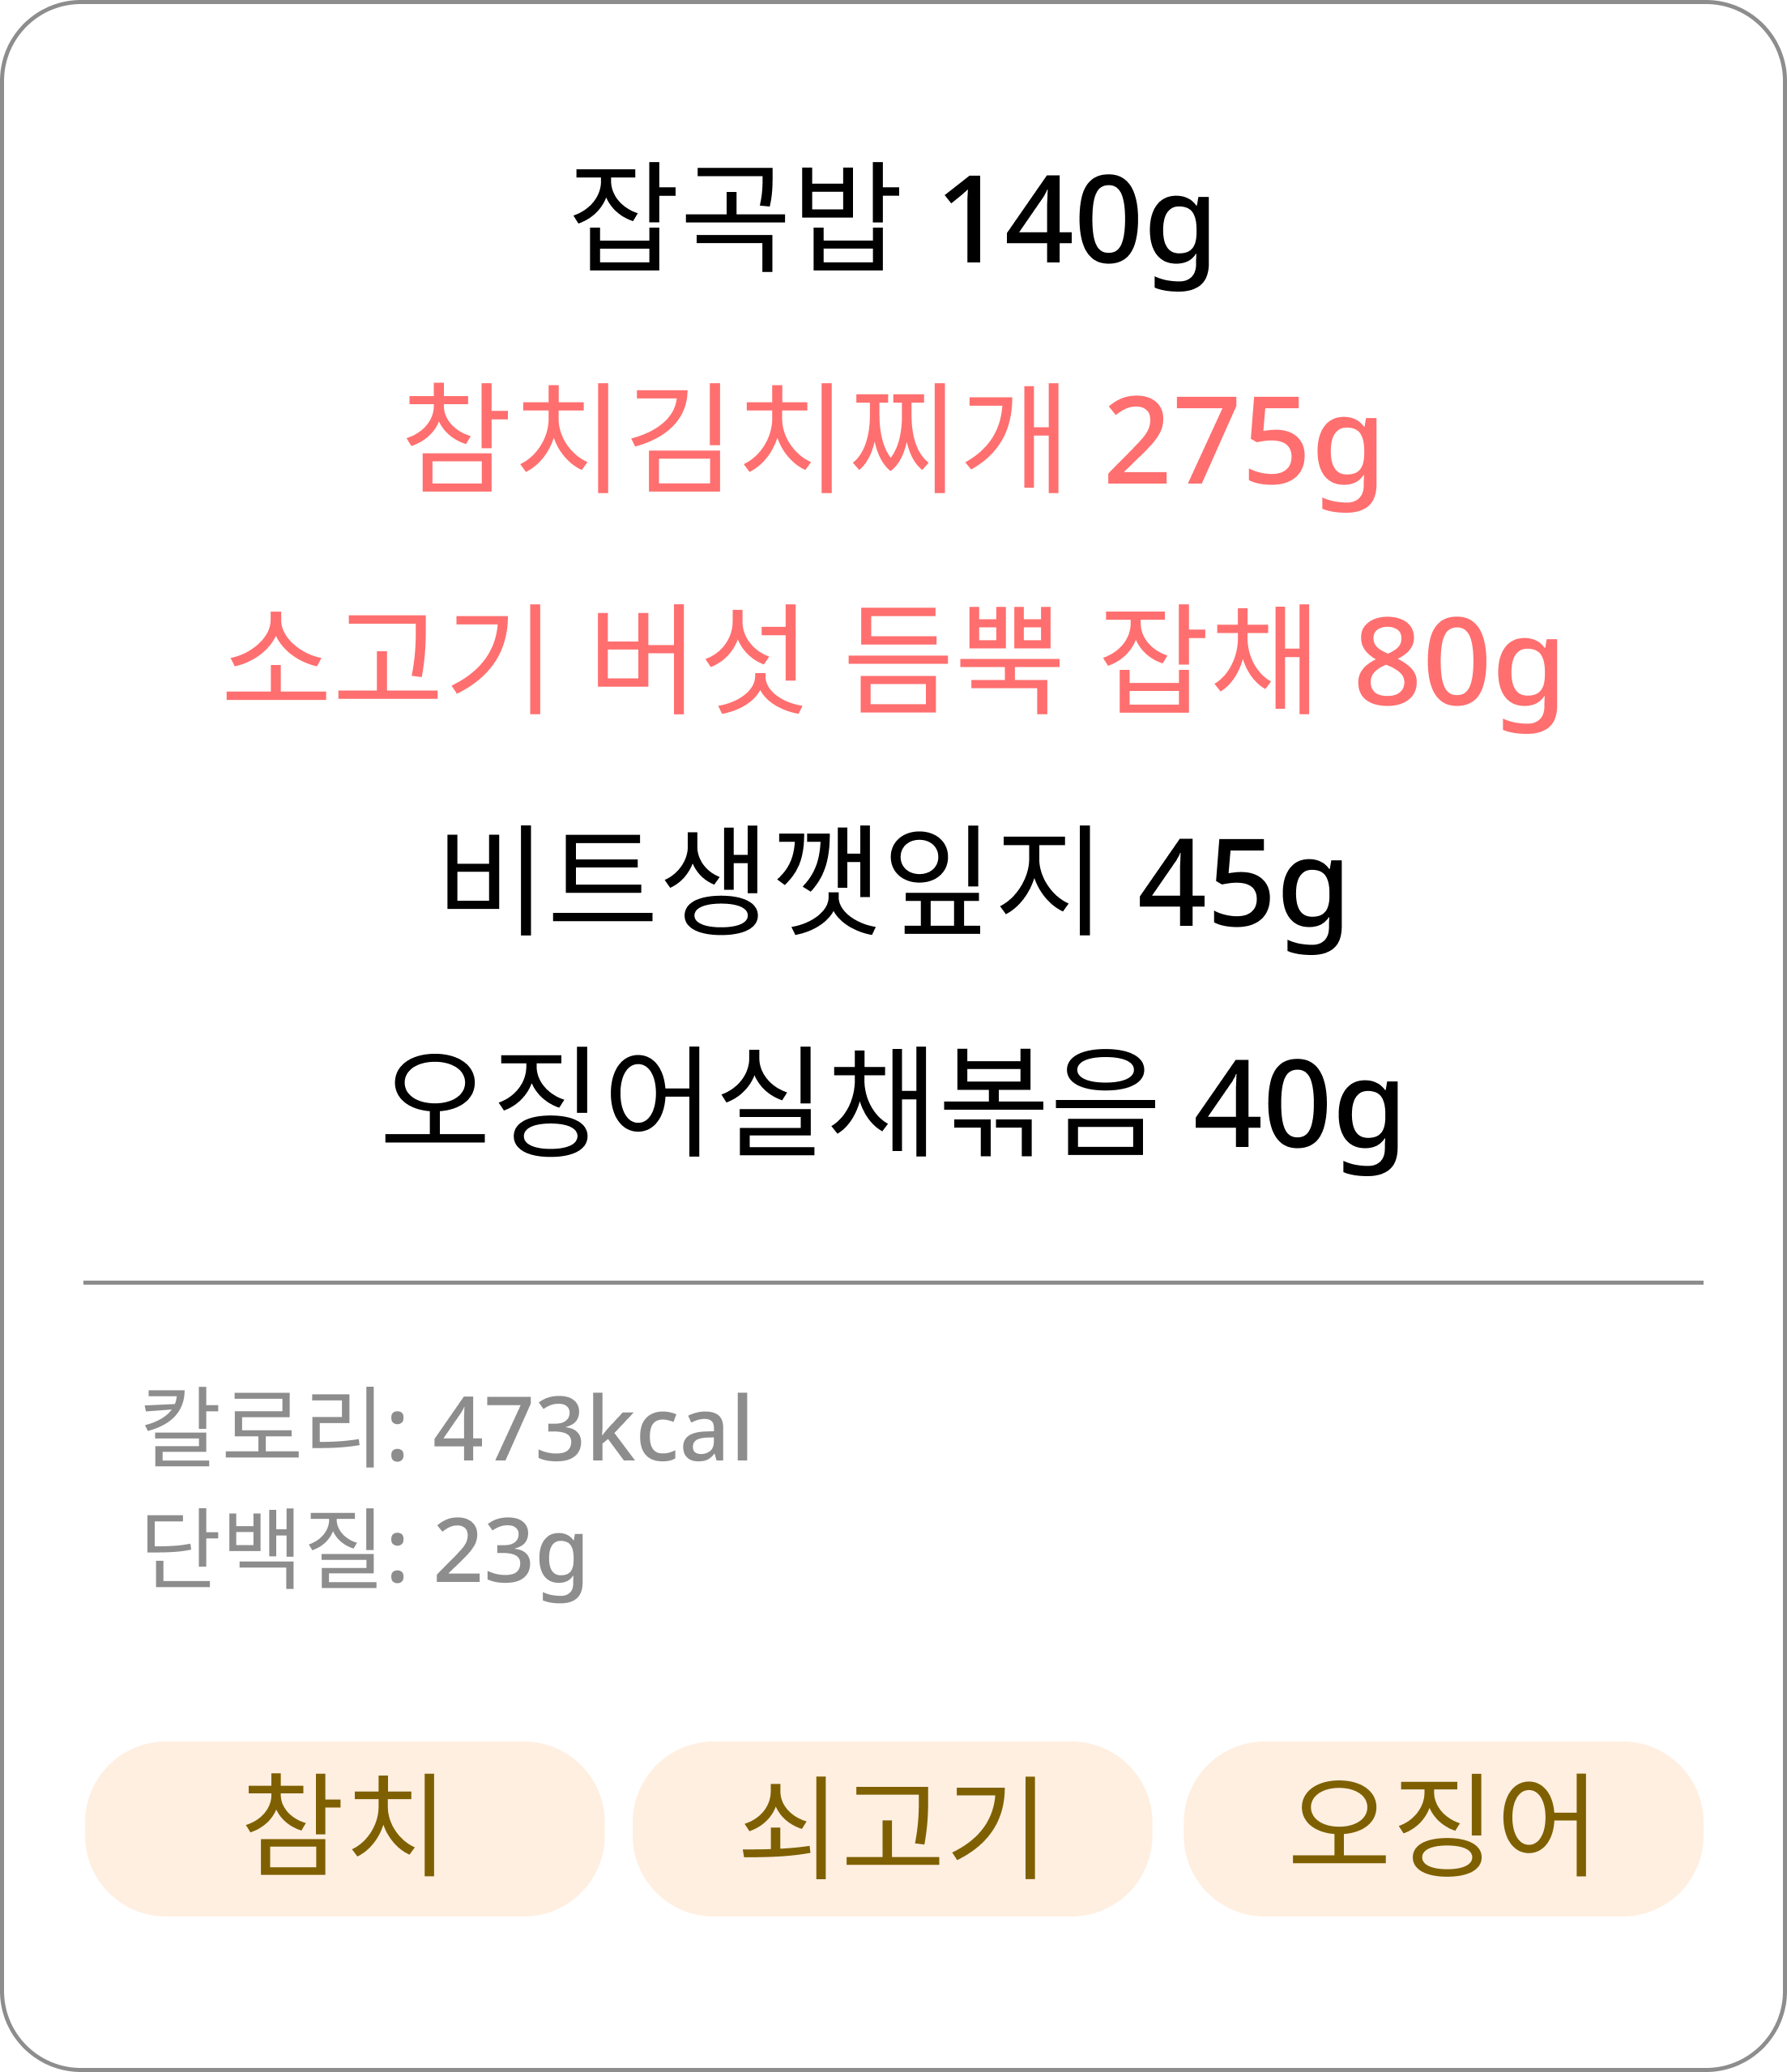 잡곡밥 140g
참치김치찌개 275g
소고기 버섯 듬뿍 잡채 80g
비트생깻잎지 45g
오징어실채볶음 40g
칼로리: 473kcal
단백질: 23g
참치 쇠고기 오징어